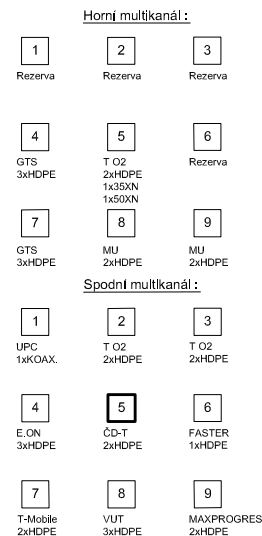 Horní multikanál :
1 2 3
Rezerva Rezerva Rezerva
4 5 6
GTS T O2 Rezerva
3xHDPE 2xHDPE
1x35XN
1x50XN
7 8 9
GTS MU MU
3xHDPE 2xHDPE 2xHDPE
Spodní multikanál :
1 2 3
UPC T O2 T O2
1xKOAX. 2xHDPE 2xHDPE
4 5 6
E.ON ČD-T FASTER
3xHDPE 2xHDPE 1xHDPE
7 8 9
T-Mobile VUT MAXPROGRES
2xHDPE 3xHDPE 2xHDPE